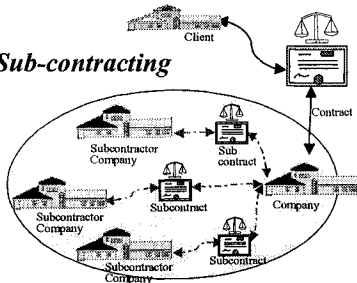 Client
Sub-contracting
Contract
Subcontractor
Company
Sub
contract
Company
Subcontractor
Company
Subcontract
Subcontractor
Company
Subcontract